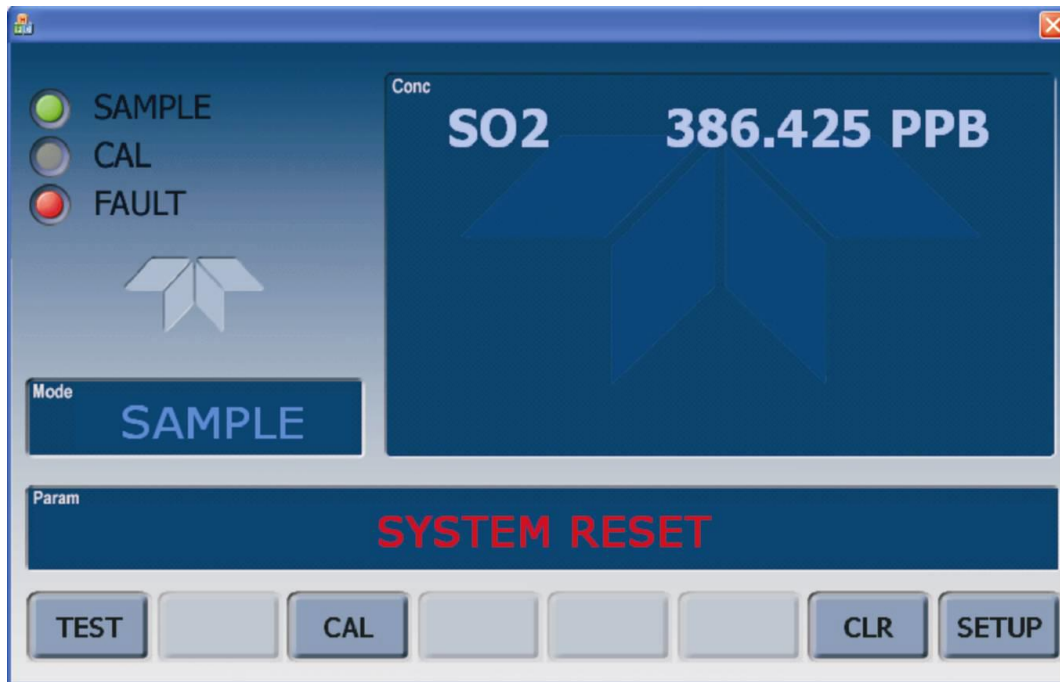 SAMPLE
CAL
FAULT
Conc
SO2 386.425 PPB
Mode
SAMPLE
Param
SYSTEM RESET
TEST CAL CLR SETUP